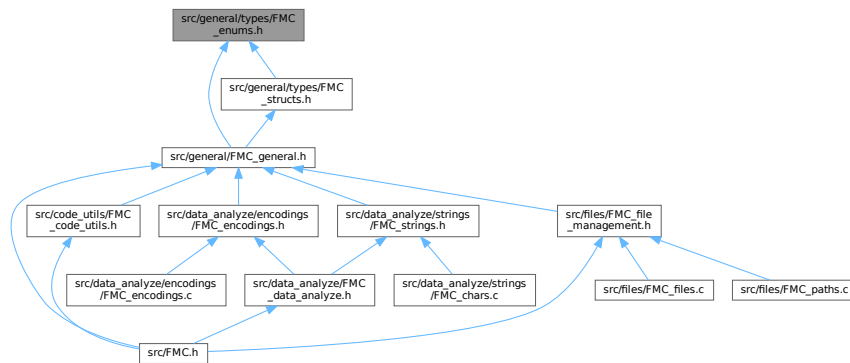 src/general/types/FMC
_enums.h
src/general/types/FMC
_structs.h
src/general/FMC_general.h
src/code_utils/FMC
_code_utils.h
src/data_analyze/encodings
/FMC_encodings.h
src/data_analyze/strings
/FMC_strings.h
src/files/FMC_file
_management.h
src/data_analyze/encodings
/FMC_encodings.c
src/data_analyze/FMC
_data_analyze.h
src/data_analyze/strings
/FMC_chars.c
src/files/FMC_files.c
src/files/FMC_paths.c
src/FMC.h